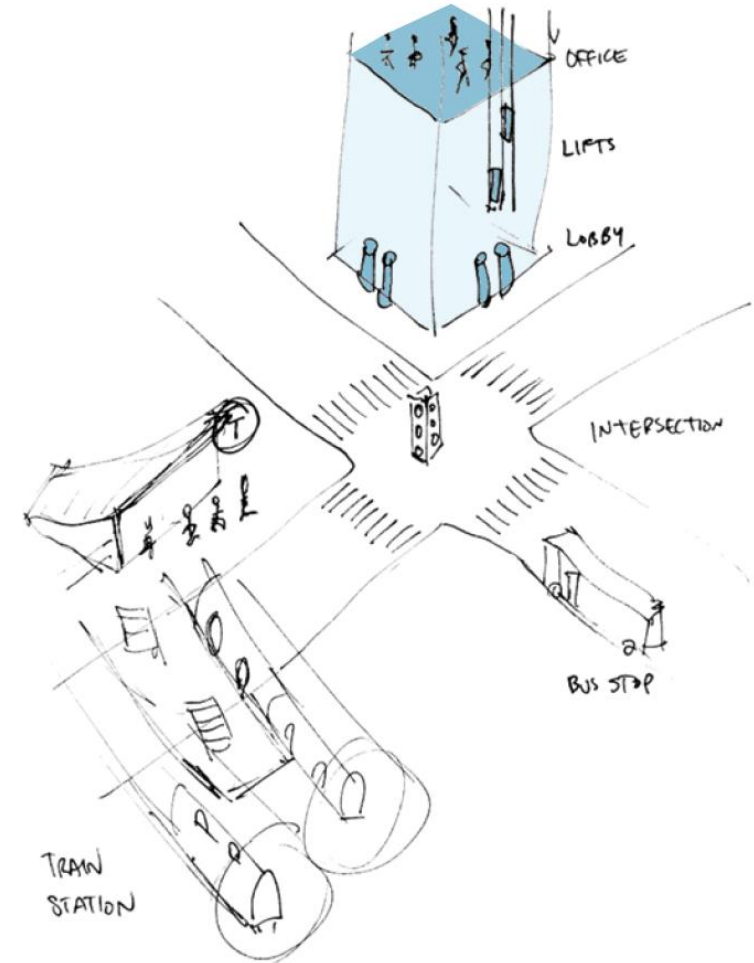 OFFICE
LIFTS
LOBBY
T
INTERSECTION
BUS STOP
TRAIN
STATION